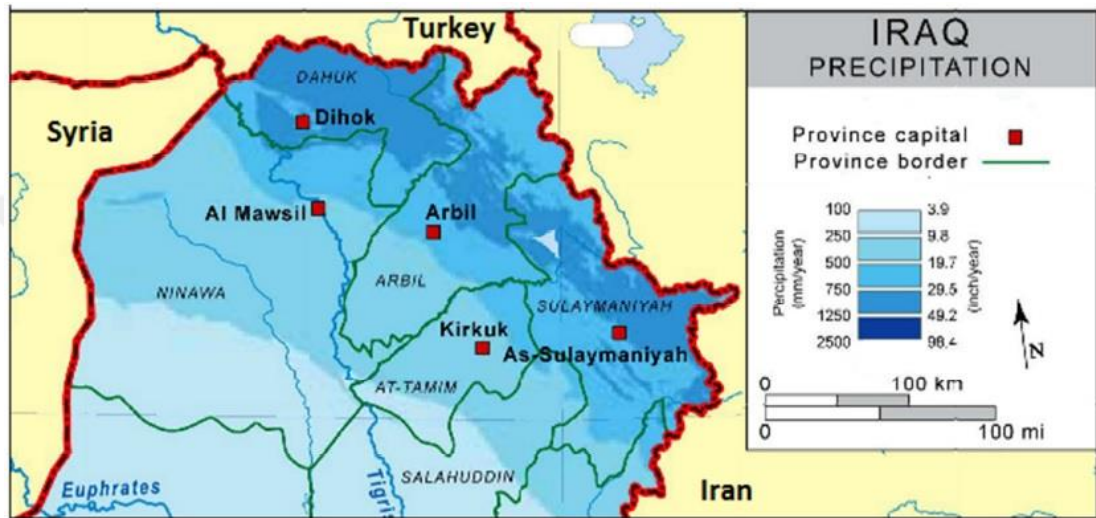 Turkey
Syria
DAHUK
Dihok
Al Mawsil
Arbil
NINAWA
ARBIL
SULAYMANIYAH
Kirkuk
As-Sulaymaniyah
AT-TAMIM
SALAHUDDIN
Euphrates
Tigris
Iran
IRAQ
PRECIPITATION
Province capital
Province border
Percipitation
(mm/year)
100
250
500
750
1250
2500
3.9
9.8
19.7
29.5
49.2
98.4
(inch/year)
N
0 100 km
0 100 mi